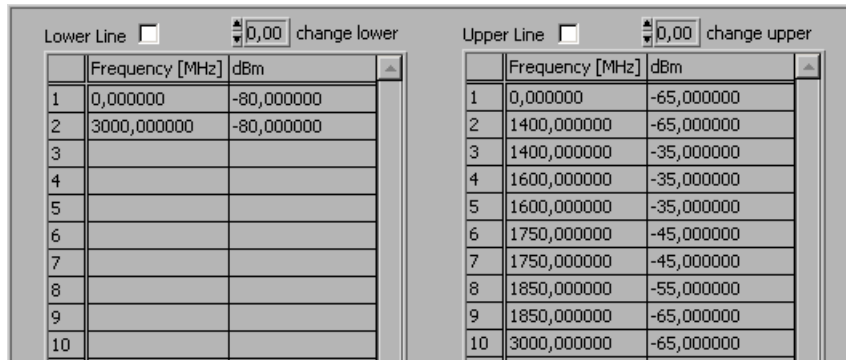 Lower Line 0,00 change lower
Frequency [MHz] dBm
1 0,000000 -80,000000
2 3000,000000 -80,000000
3
4
5
6
7
8
9
10
Upper Line 0,00 change upper
Frequency [MHz] dBm
1 0,000000 -65,000000
2 1400,000000 -65,000000
3 1400,000000 -35,000000
4 1600,000000 -35,000000
5 1600,000000 -35,000000
6 1750,000000 -45,000000
7 1750,000000 -45,000000
8 1850,000000 -55,000000
9 1850,000000 -65,000000
10 3000,000000 -65,000000